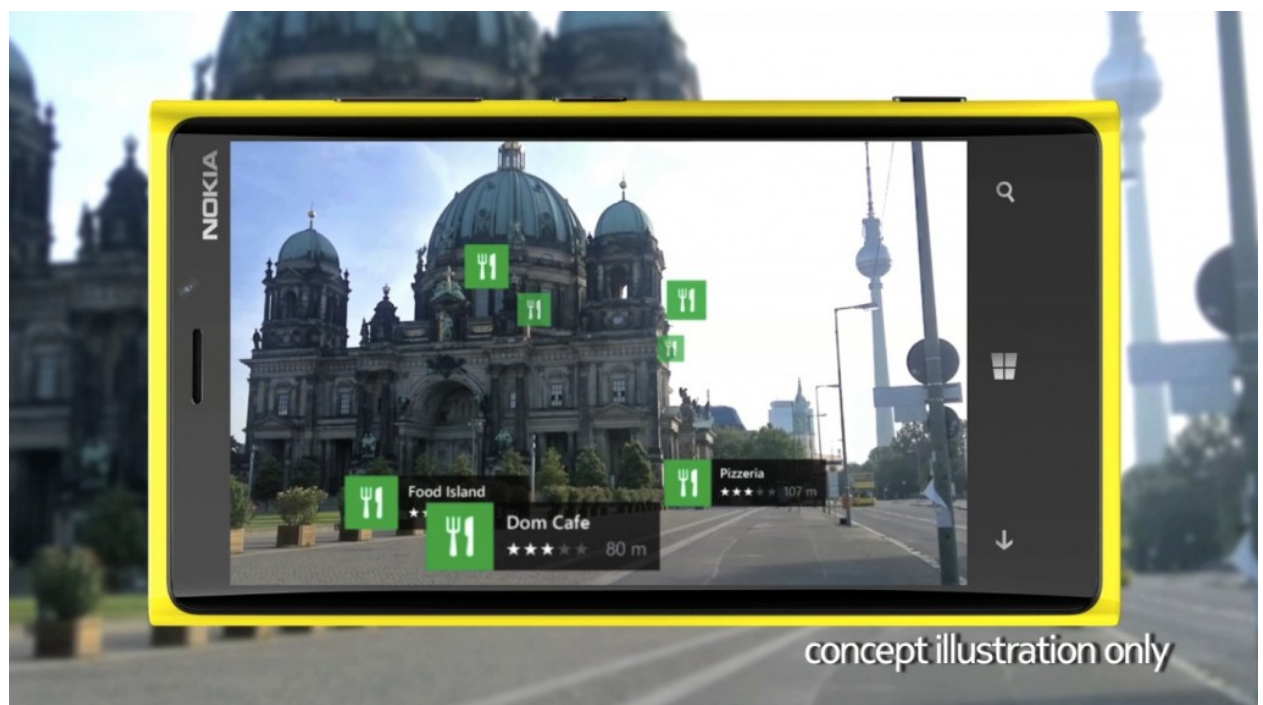 NOKIA
Pizzeria
107 m
Food Island
Dom Cafe
80 m
concept illustration only